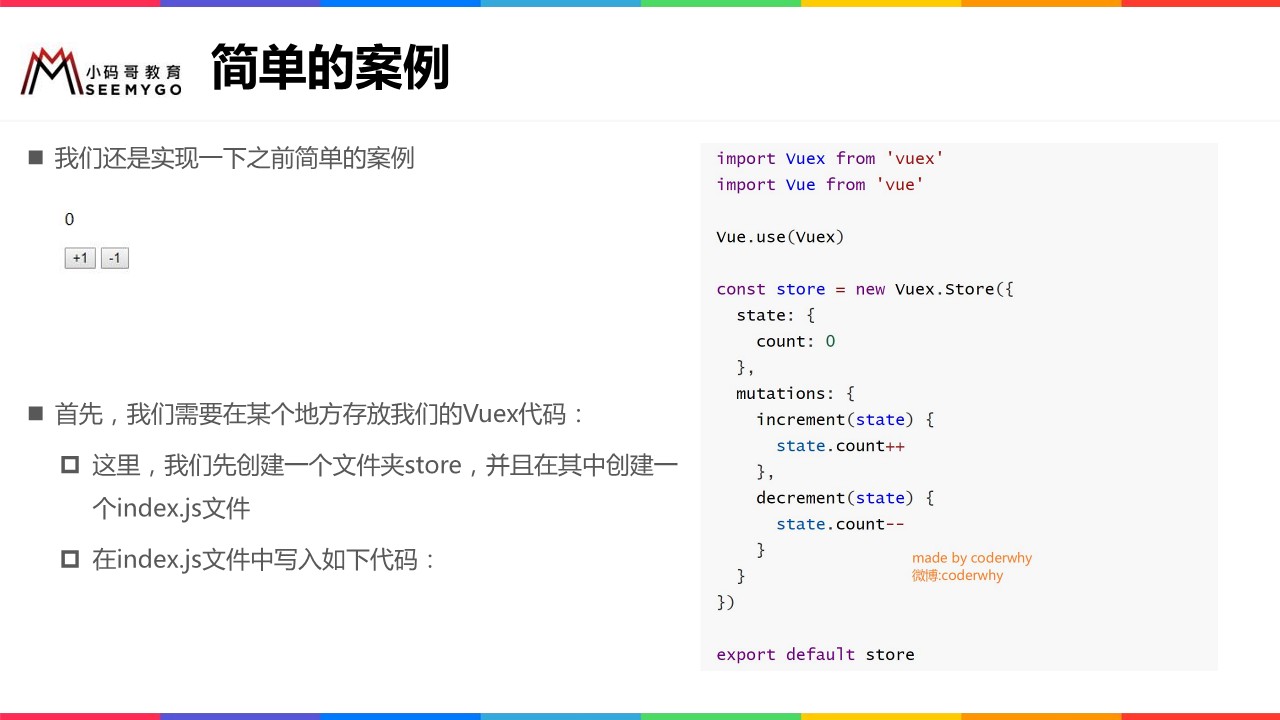 小码哥教育
SEEMYGO
简单的案例
我们还是实现一下之前简单的案例
0
+1 -1
首先，我们需要在某个地方存放我们的Vuex代码：
这里，我们先创建一个文件夹store，并且在其中创建一
个index.js文件
在index.js文件中写入如下代码：
import Vuex from 'vuex'
import Vue from 'vue'
Vue.use(Vuex)
const store = new Vuex.Store({
  state: {
    count: 0
  },
  mutations: {
    increment(state) {
      state.count++
    },
    decrement(state) {
      state.count--
    }
  }
})
export default store
made by coderwhy
微博:coderwhy